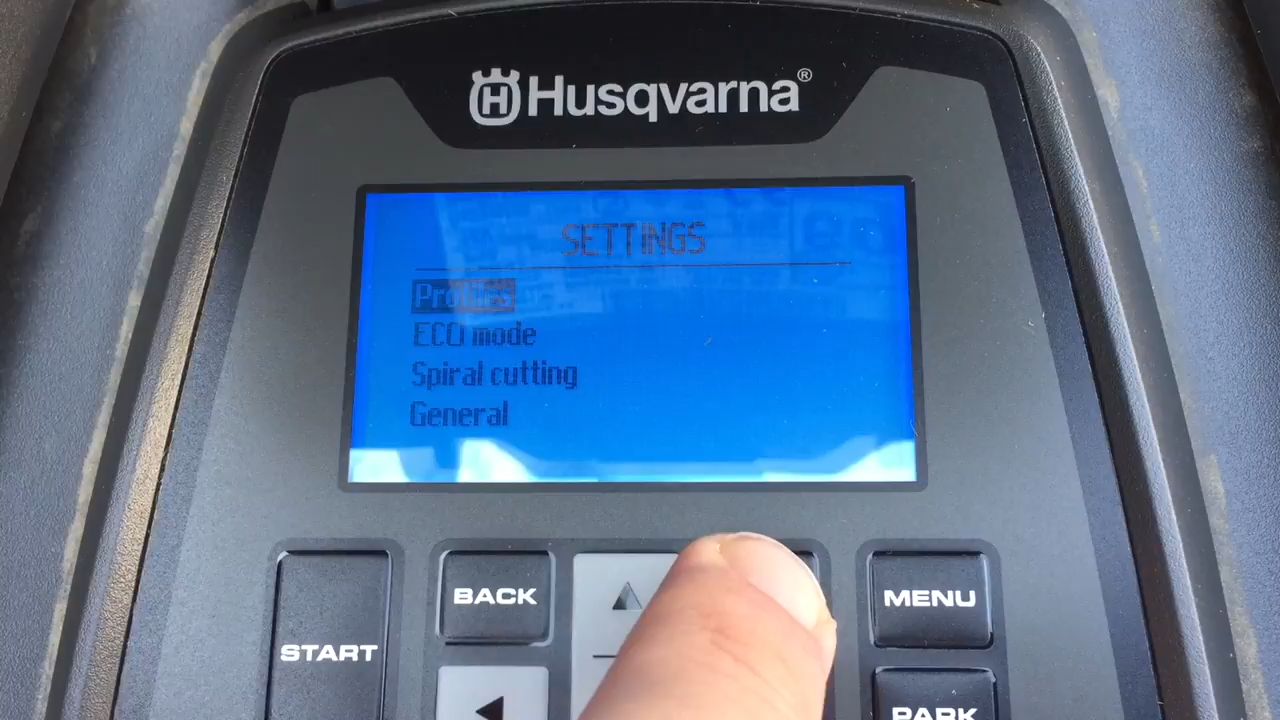 Husqvarna®
SETTINGS
Profiles
ECO mode
Spiral cutting
General
BACK
MENU
START
PARK